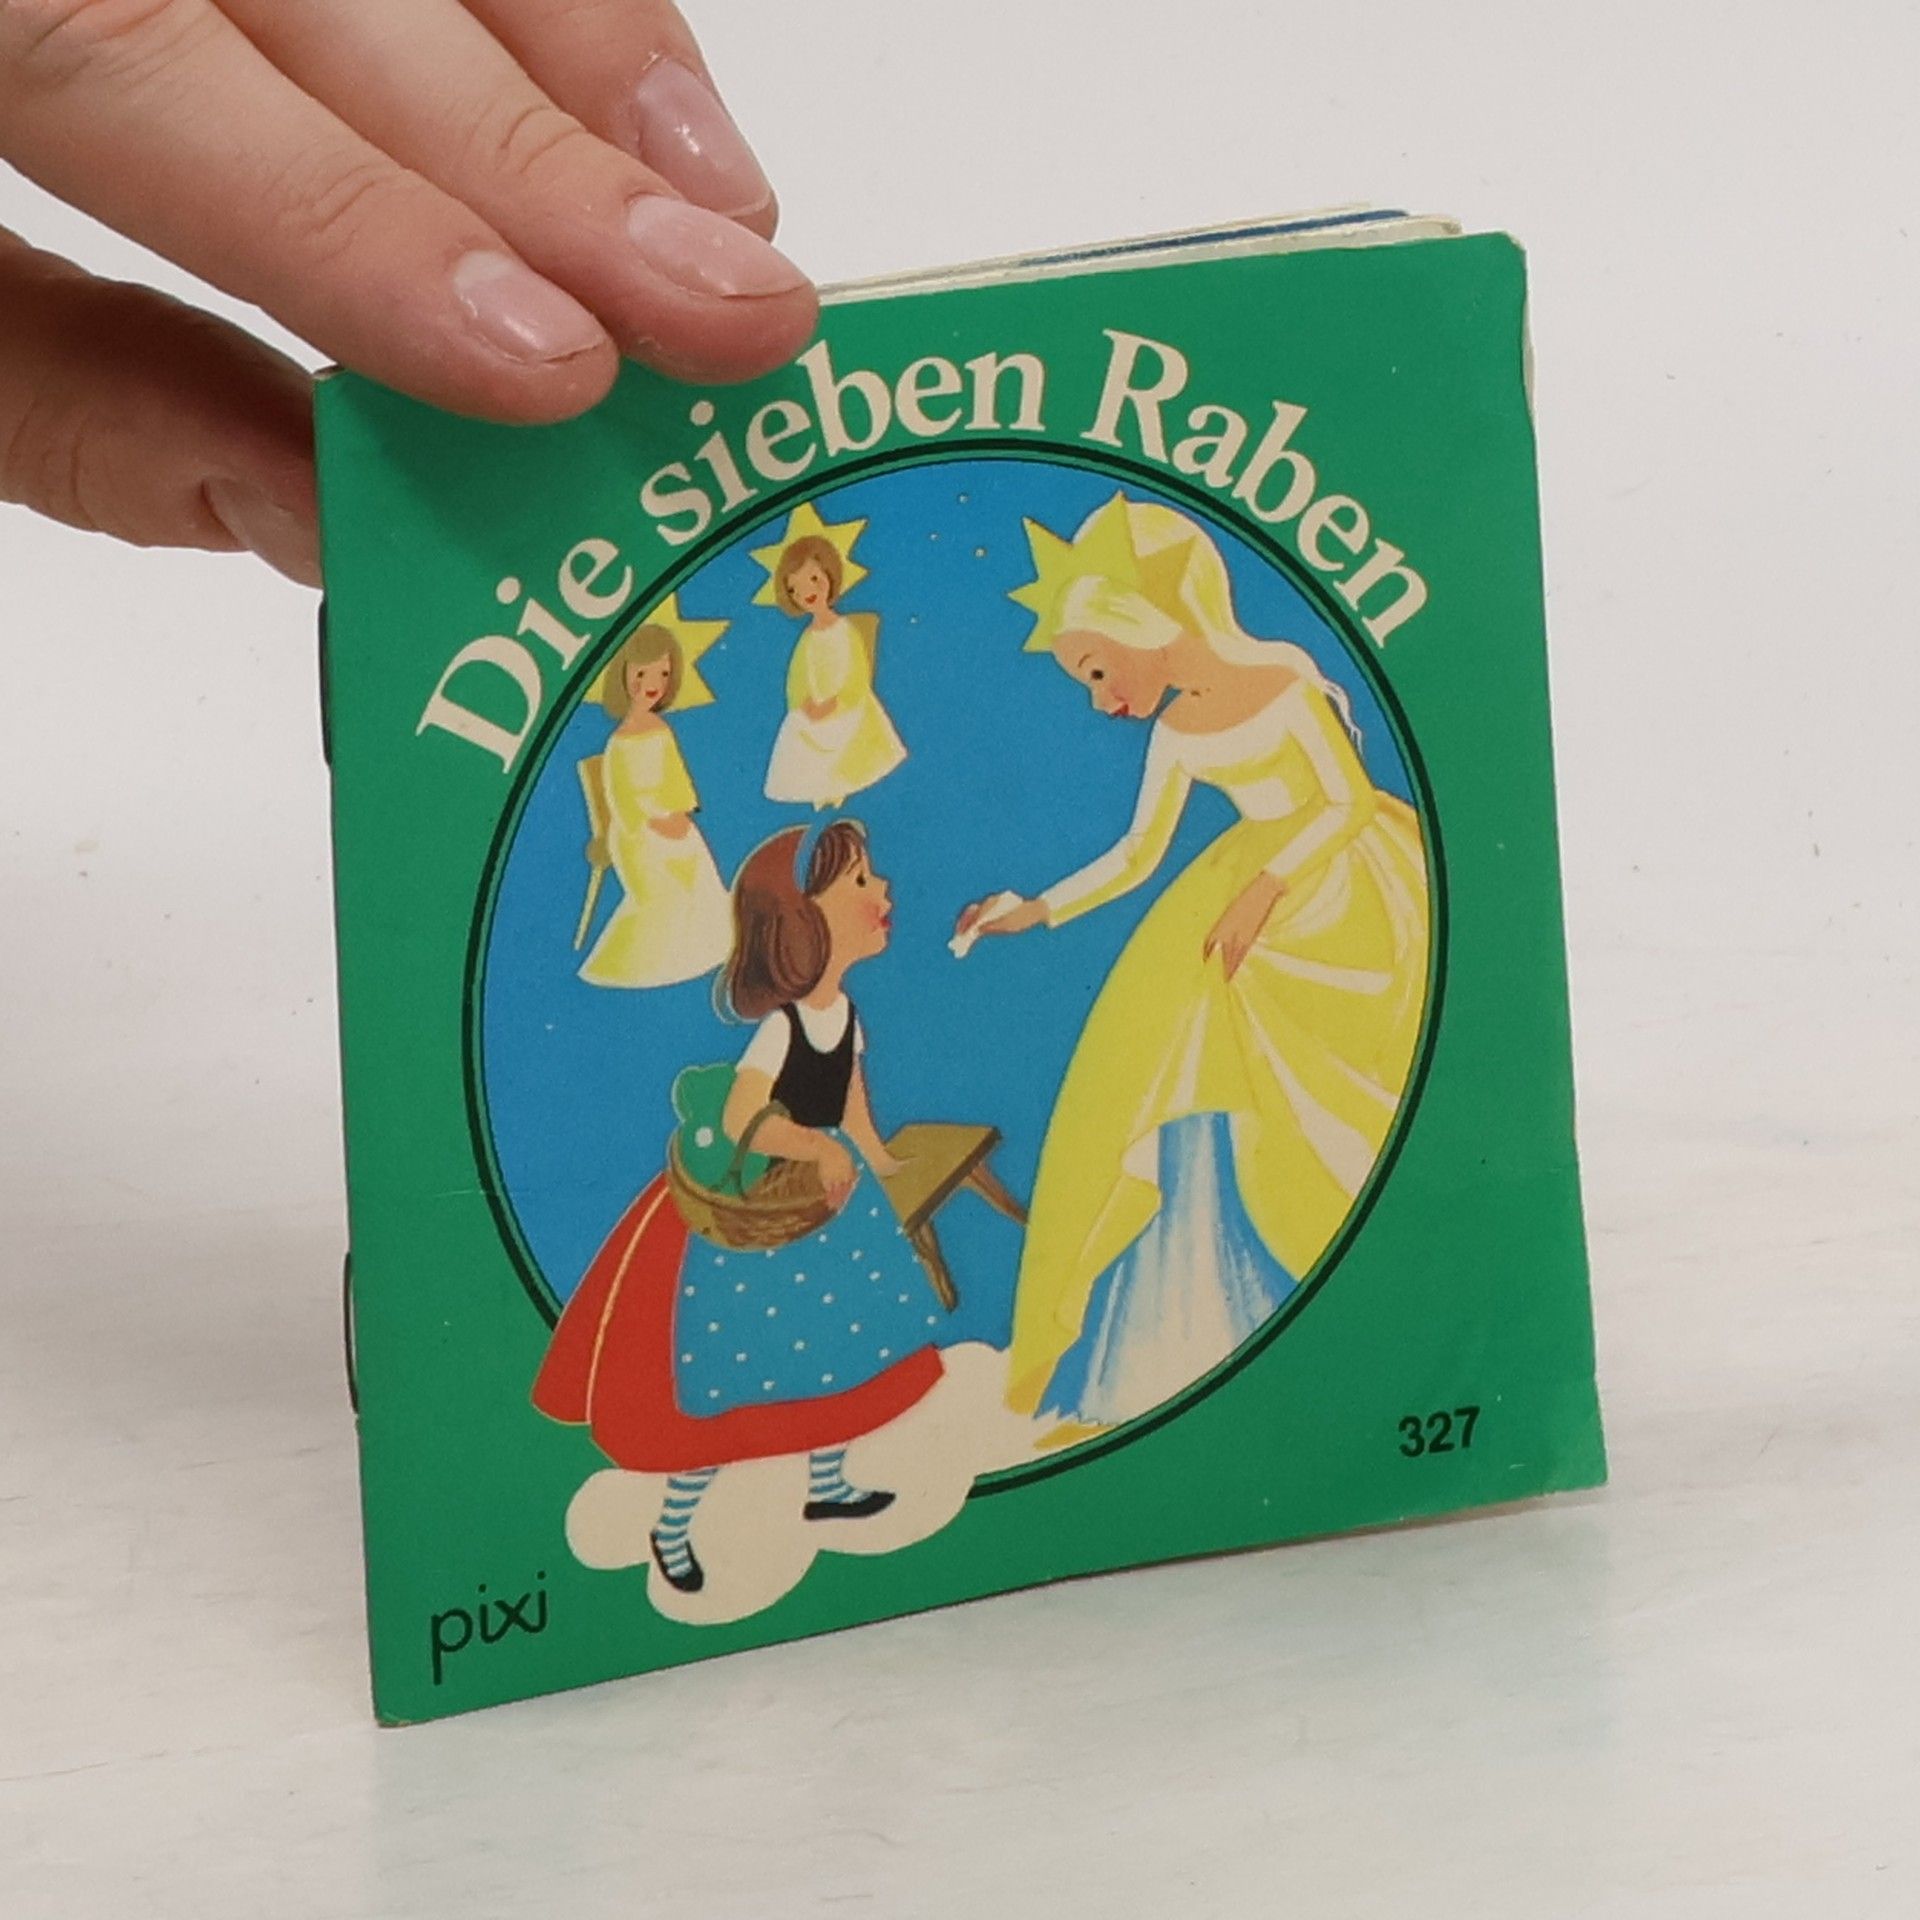 Die sieben Raben
327
pixi